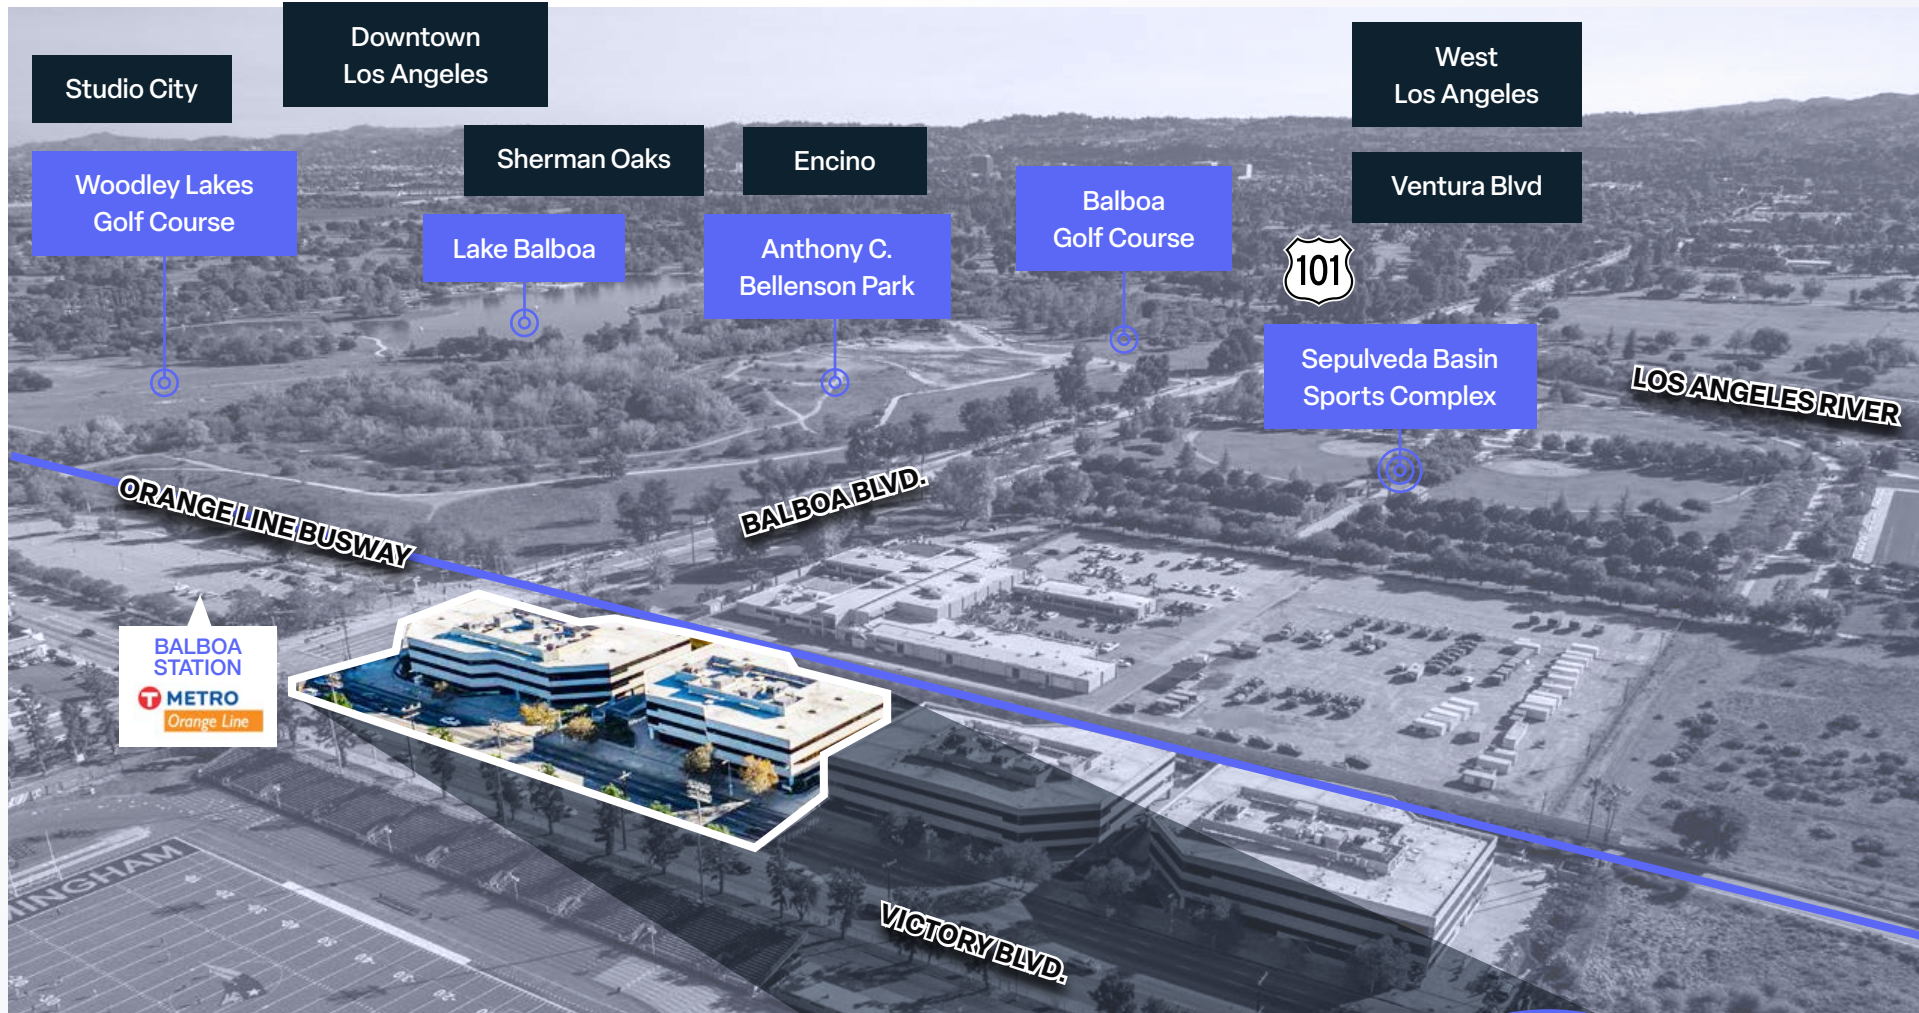 Downtown
Los Angeles
Studio City
West
Los Angeles
Sherman Oaks
Encino
Ventura Blvd
Woodley Lakes
Golf Course
Lake Balboa
Anthony C.
Bellenson Park
Balboa
Golf Course
101
Sepulveda Basin
Sports Complex
LOS ANGELES RIVER
ORANGE LINE BUSWAY
BALBOA BLVD.
BALBOA
STATION
T METRO
Orange Line
VICTORY BLVD.
MINGHAM